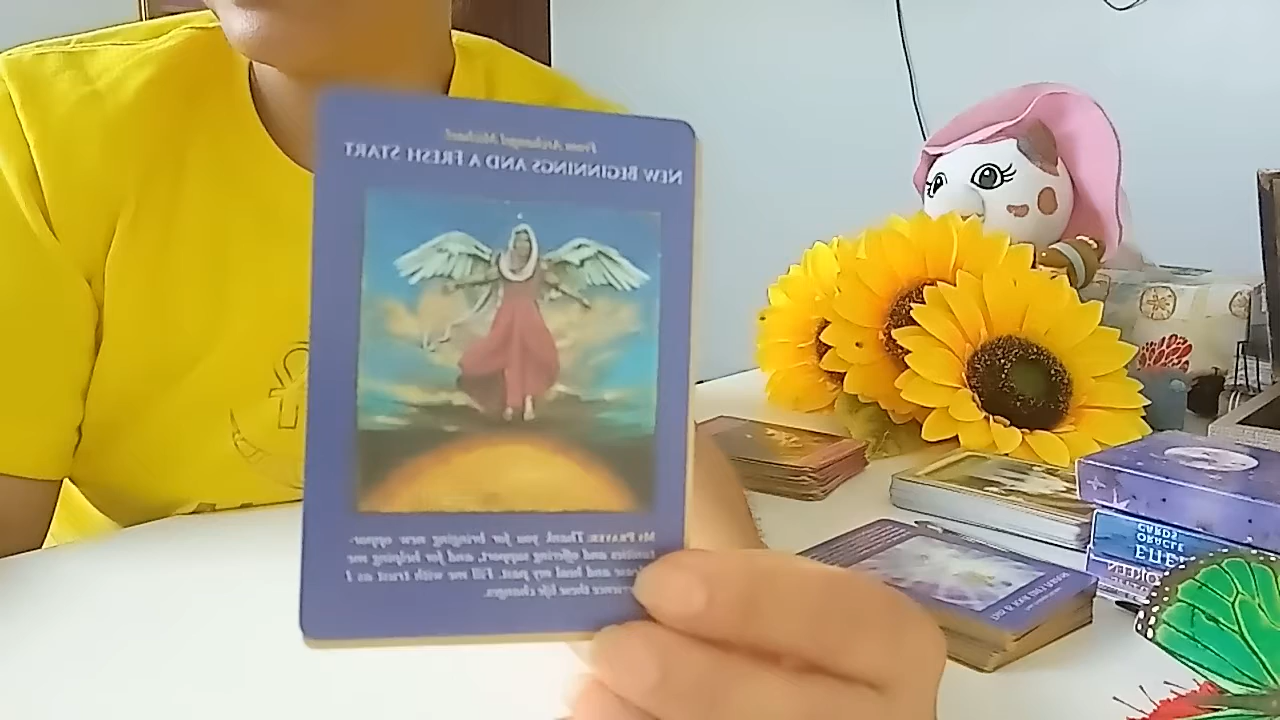 From Archangel Michael
NEW BEGINNINGS AND A FRESH START
MY PRAYER: Thank you for bringing new oppor-
tunities and offering support, and for helping me
release and heal my past. Fill me with trust as I
experience these life changes.
ORACLE
CARDS